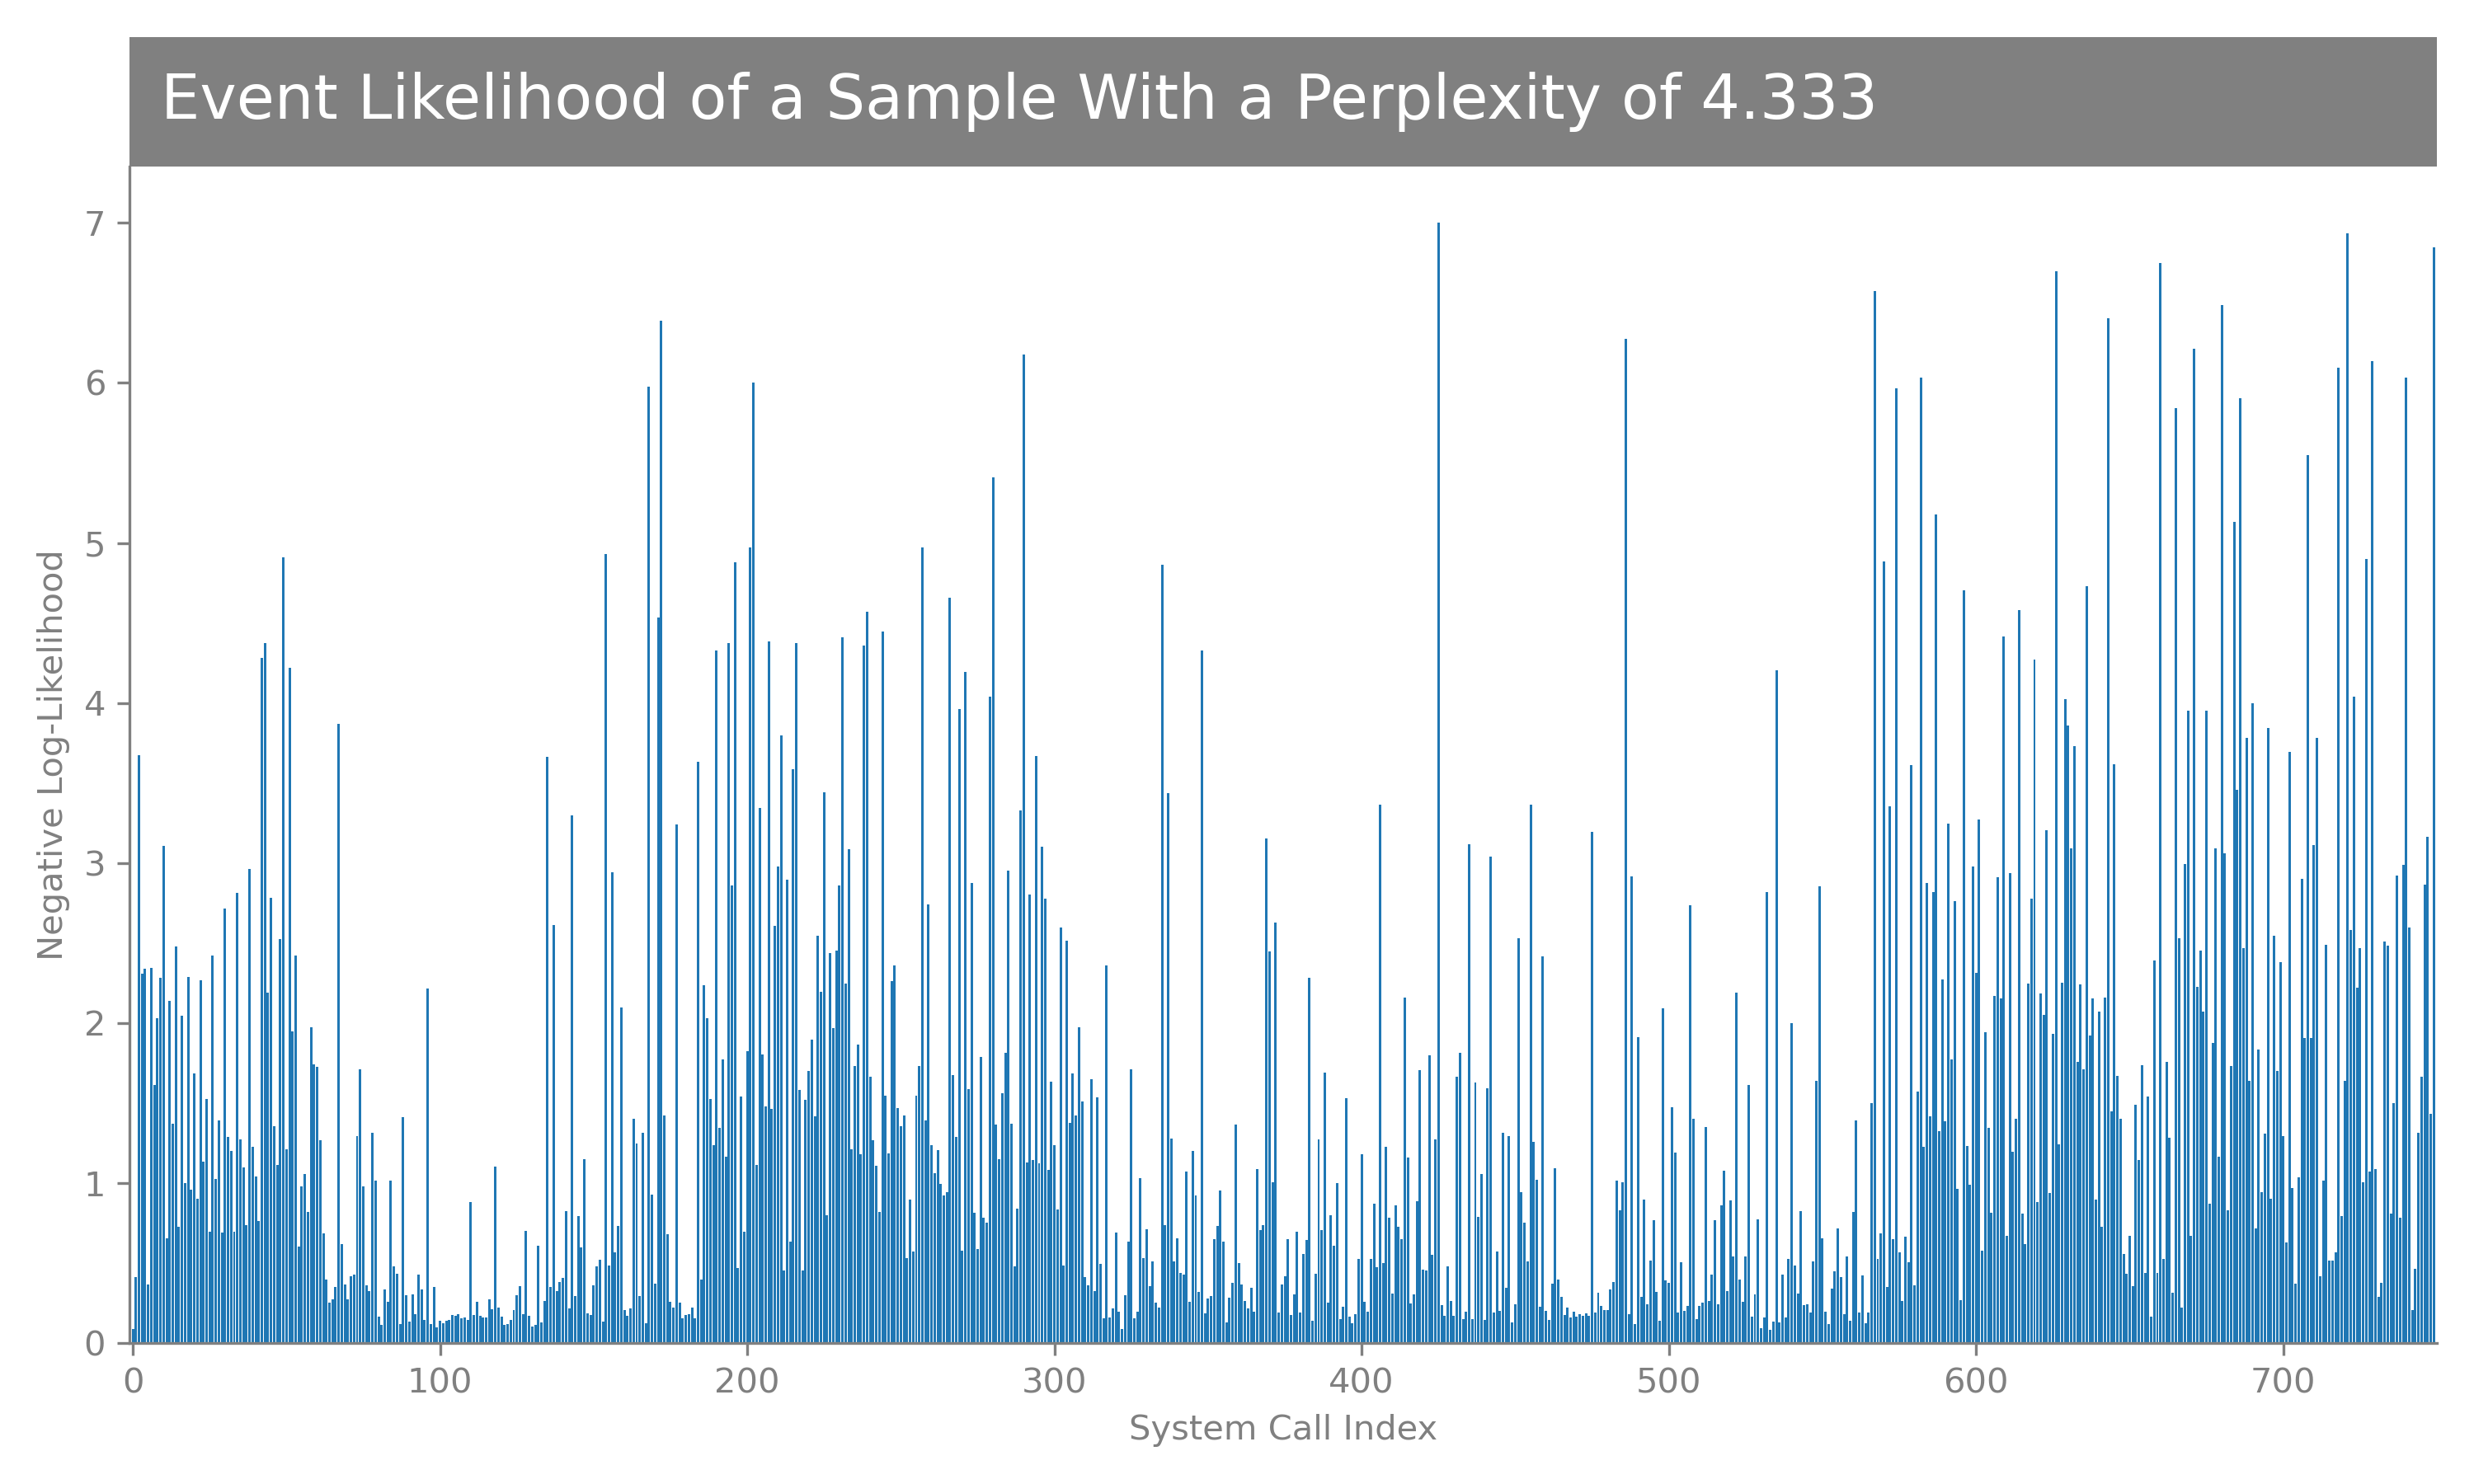 Event Likelihood of a Sample With a Perplexity of 4.333
7
6
5
4
3
2
1
0
Negative Log-Likelihood
0 100 200 300 400 500 600 700
System Call Index